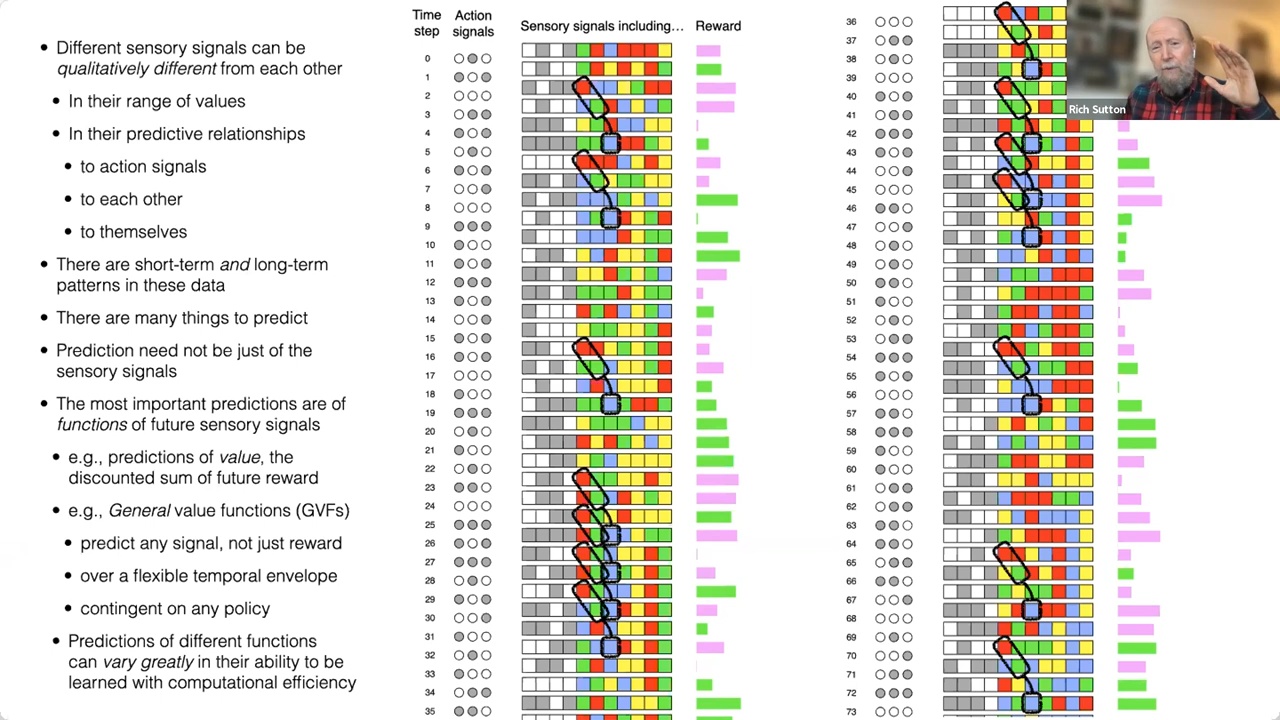 • Different sensory signals can be
qualitatively different from each other
• In their range of values
• In their predictive relationships
• to action signals
• to each other
• to themselves
• There are short-term and long-term
patterns in these data
• There are many things to predict
• Prediction need not be just of the
sensory signals
• The most important predictions are of
functions of future sensory signals
• e.g., predictions of value, the
discounted sum of future reward
• e.g., General value functions (GVFs)
• predict any signal, not just reward
• over a flexible temporal envelope
• contingent on any policy
• Predictions of different functions
can vary greatly in their ability to be
learned with computational efficiency
Time
step
Action
signals
Sensory signals including…
Reward
0
1
2
3
4
5
6
7
8
9
10
11
12
13
14
15
16
17
18
19
20
21
22
23
24
25
26
27
28
29
30
31
32
33
34
35
36
37
38
39
40
41
42
43
44
45
46
47
48
49
50
51
52
53
54
55
56
57
58
59
60
61
62
63
64
65
66
67
68
69
70
71
72
73
Rich Sutton